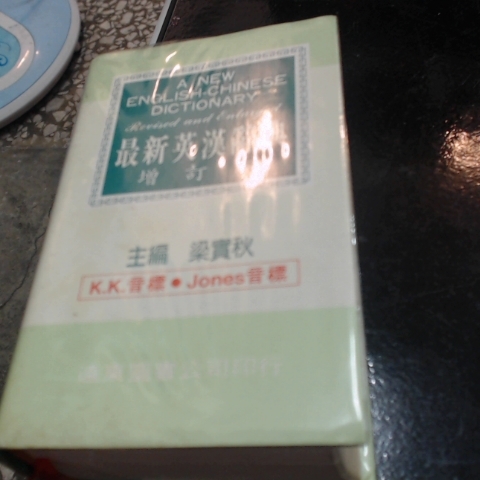 A NEW
ENGLISH-CHINESE
DICTIONARY
Revised and Enlarged
最新英漢
增訂
主編 梁實秋
K.K.音標●Jones音標